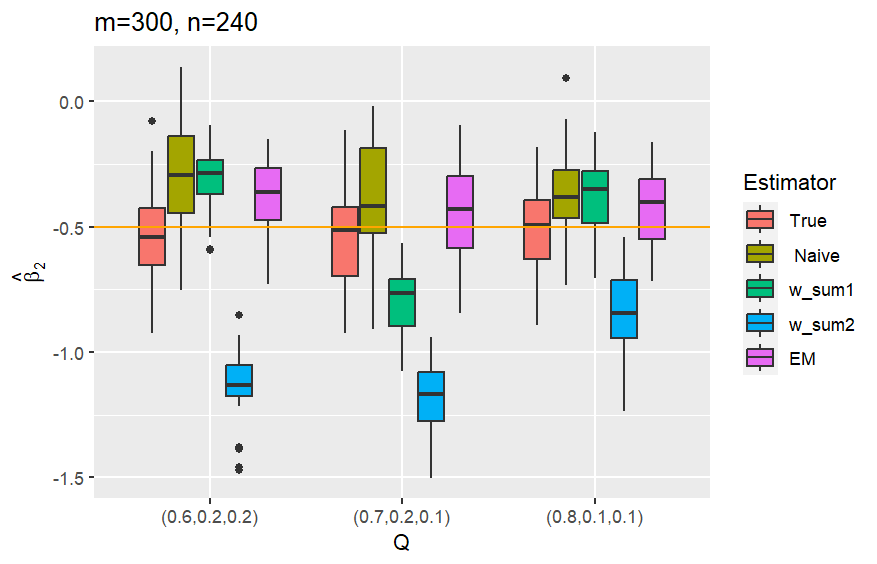 m=300, n=240
0.0
-0.5
-1.0
-1.5
β̂₂
(0.6,0.2,0.2)
(0.7,0.2,0.1)
(0.8,0.1,0.1)
Q
Estimator
True
Naive
w_sum1
w_sum2
EM